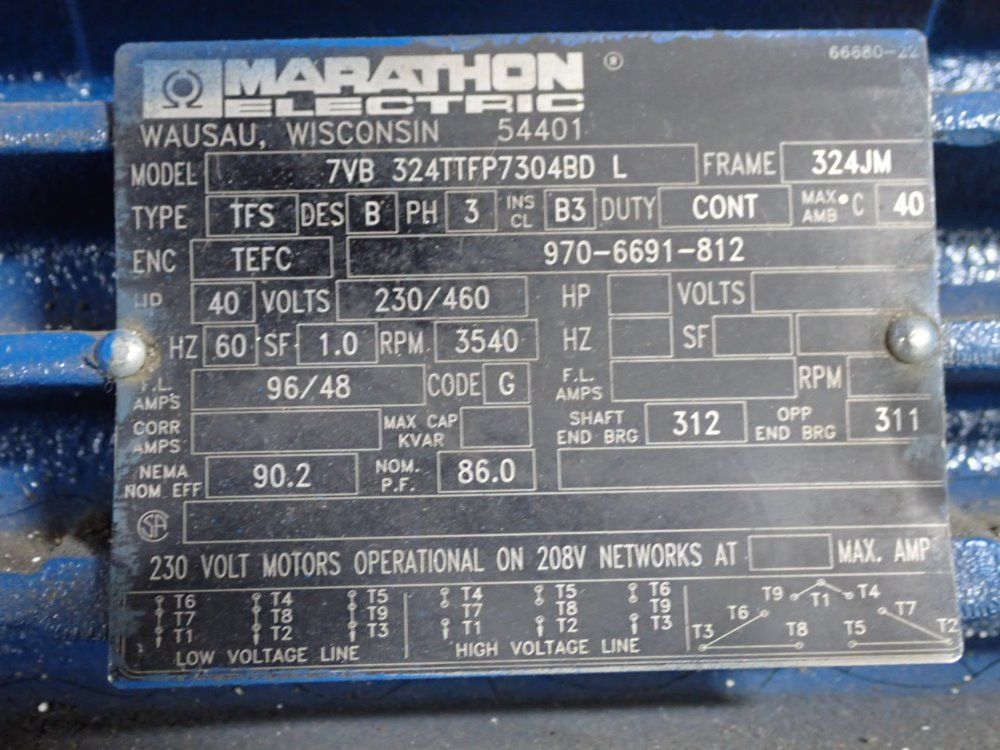 66680-22
MARATHON ®
ELECTRIC
WAUSAU, WISCONSIN 54401
MODEL 7VB 324TTFP7304BD L FRAME 324JM
TYPE TFS DES B PH 3 INS CL B3 DUTY CONT MAX. AMB °C 40
ENC TEFC 970-6691-812
HP 40 VOLTS 230/460 HP VOLTS
HZ 60 SF 1.0 RPM 3540 HZ SF
F.L. AMPS 96/48 CODE G F.L. AMPS RPM
CORR AMPS MAX CAP KVAR SHAFT END BRG 312 OPP END BRG 311
NEMA NOM EFF 90.2 NOM. P.F. 86.0
SA
230 VOLT MOTORS OPERATIONAL ON 208V NETWORKS AT MAX. AMP
T6 T4 T5 T4 T5 T6 T9 T1 T4
T7 T8 T9 T7 T8 T9 T6 T7
T1 T2 T3 T1 T2 T3 T3 T8 T5 T2
LOW VOLTAGE LINE HIGH VOLTAGE LINE